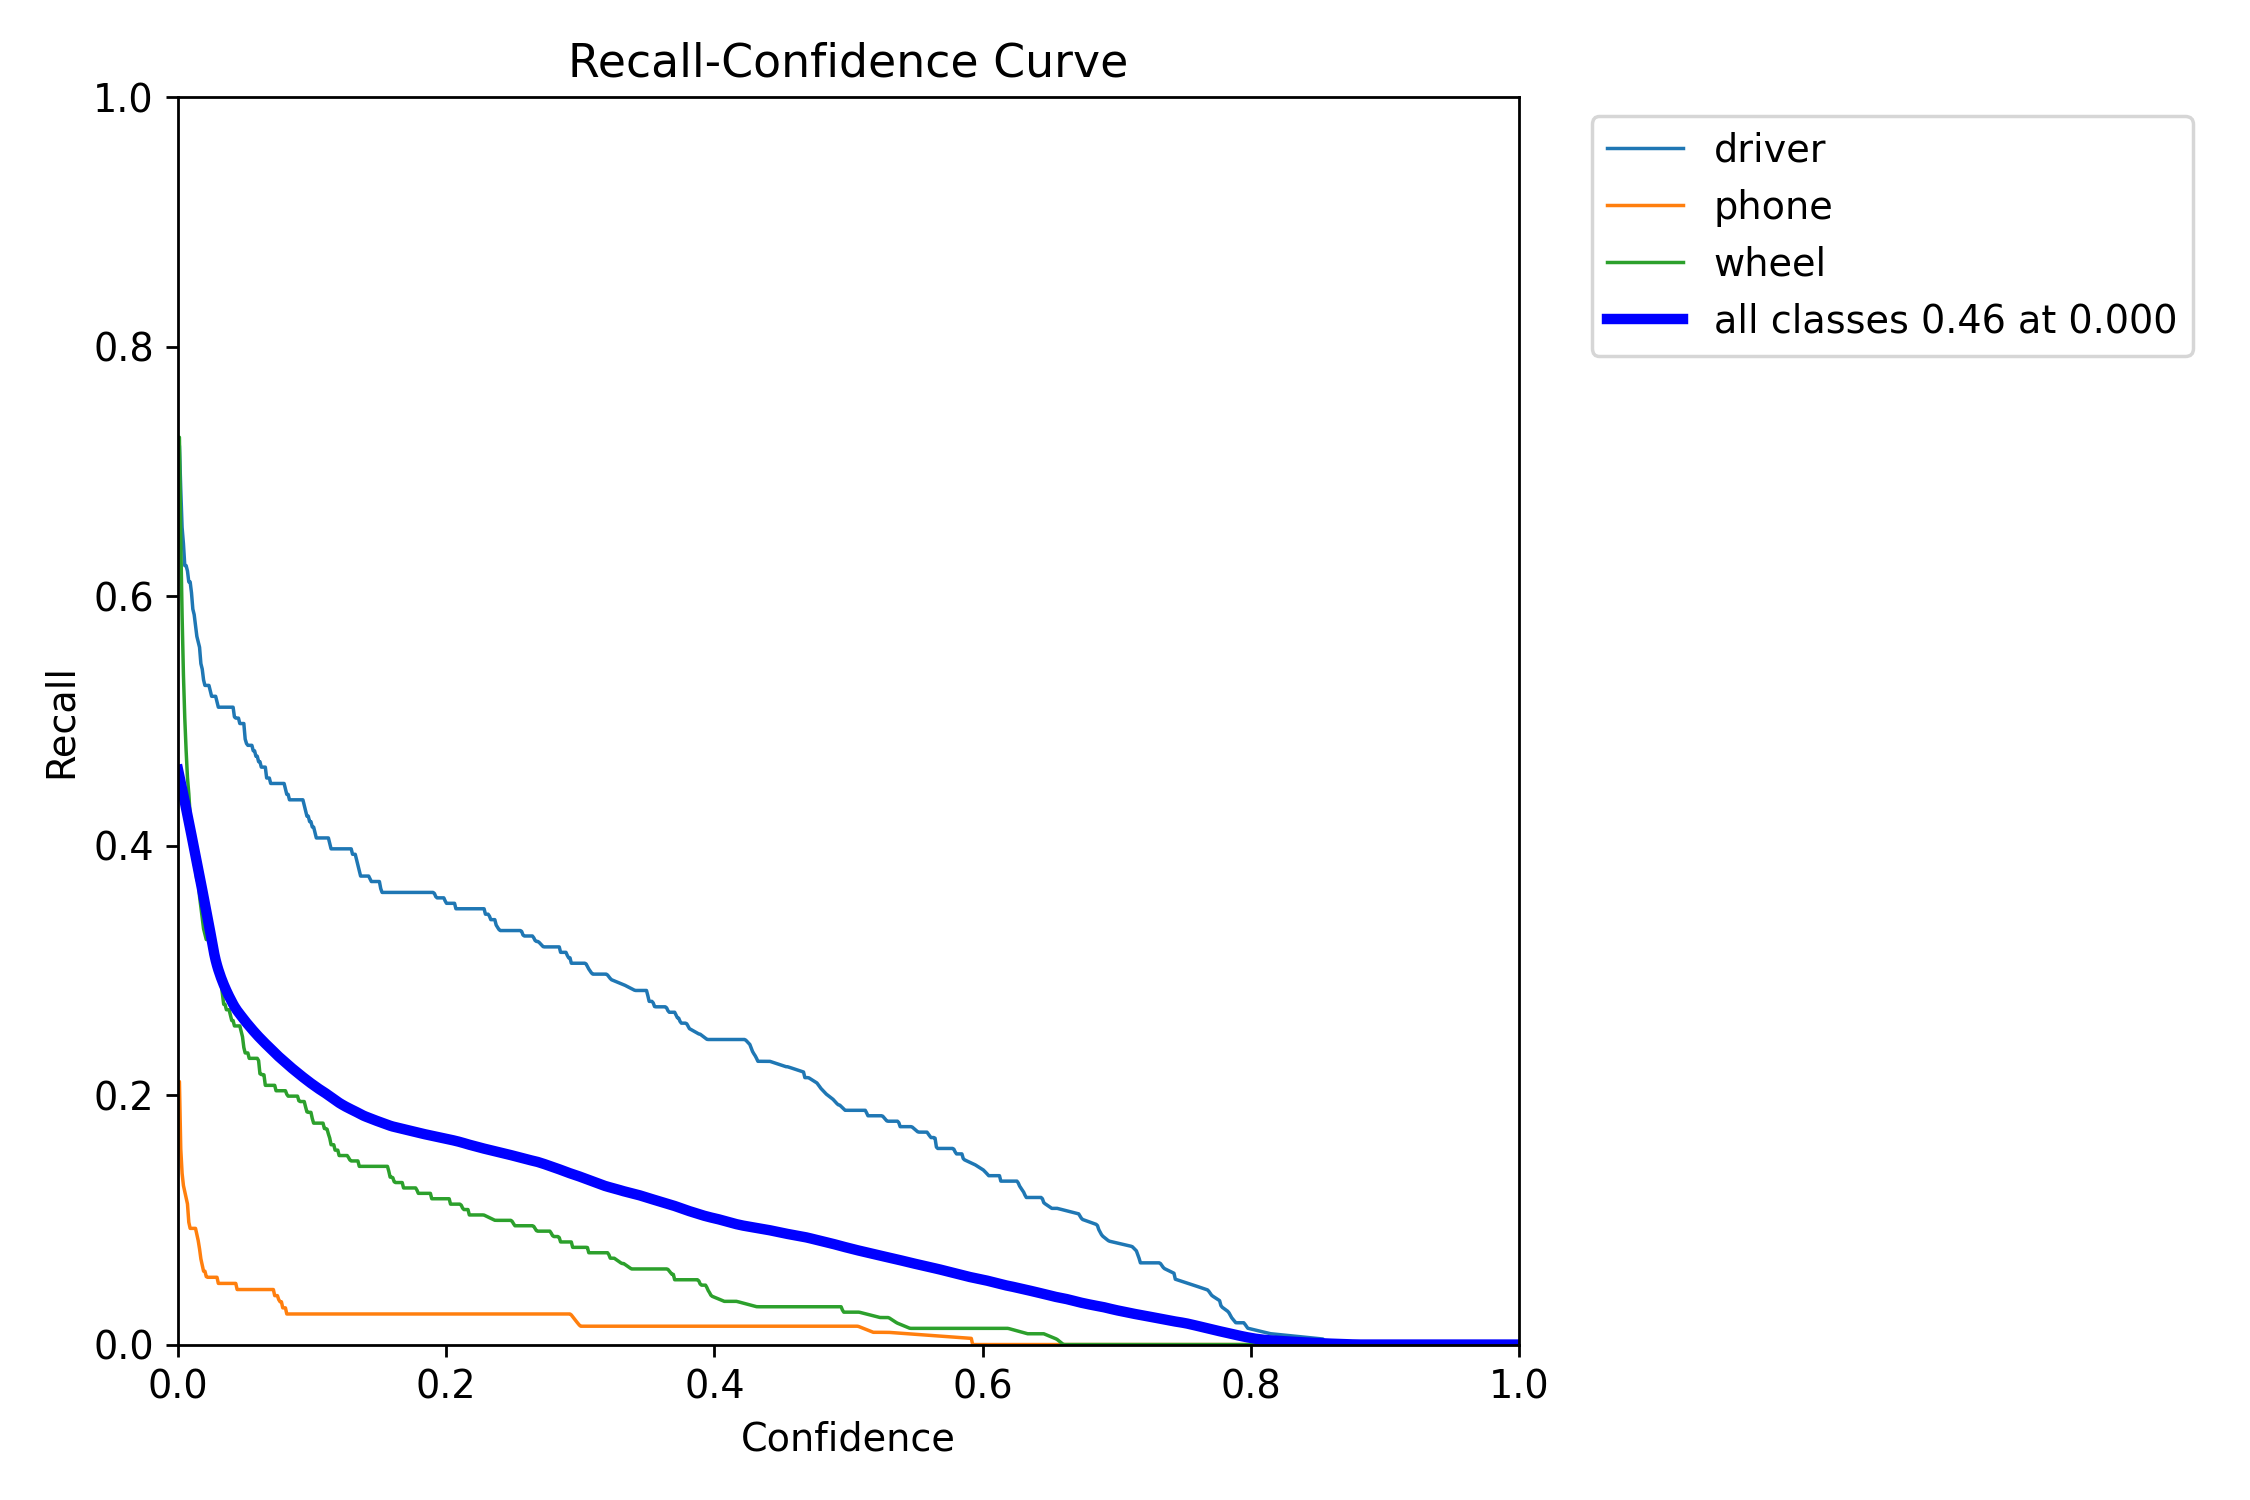 Recall-Confidence Curve
1.0
0.8
0.6
0.4
0.2
0.0
Recall
0.0 0.2 0.4 0.6 0.8 1.0
Confidence
driver
phone
wheel
all classes 0.46 at 0.000